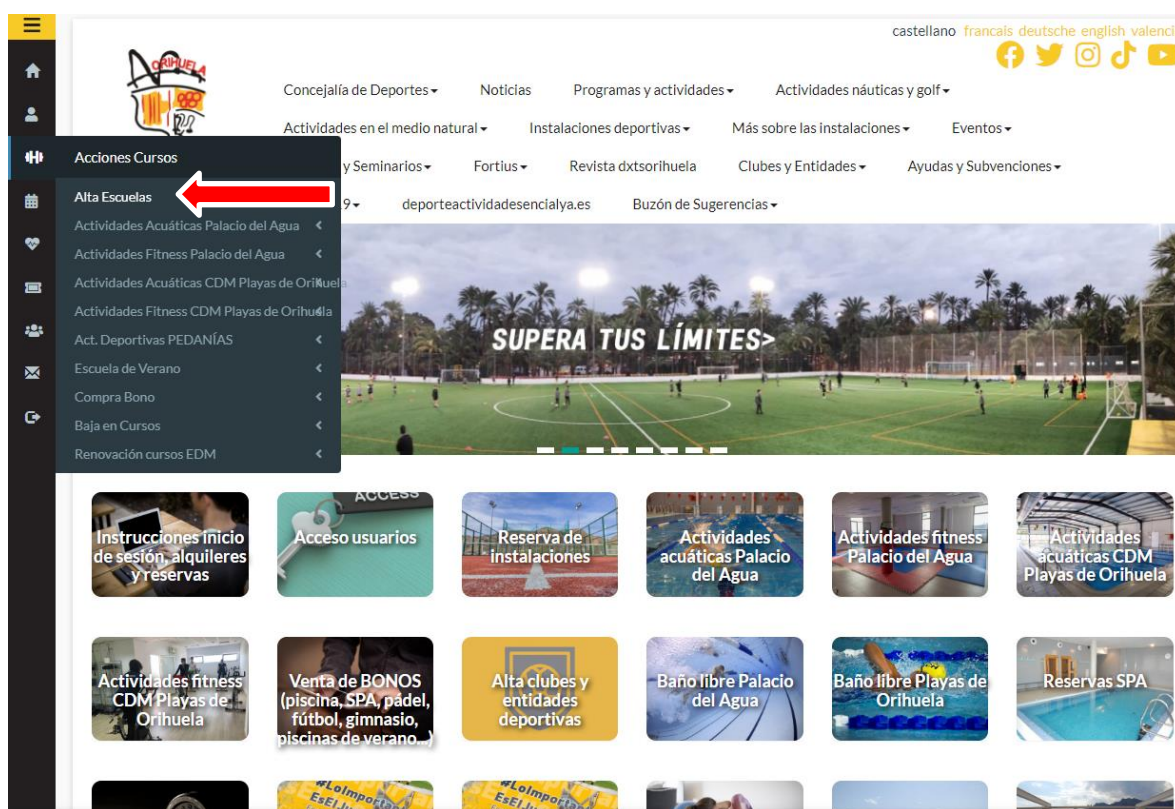 castellano francais deutsche english valenci
ORIHUELA
Concejalía de Deportes Noticias Programas y actividades Actividades náuticas y golf
Actividades en el medio natural Instalaciones deportivas Más sobre las instalaciones Eventos
y Seminarios Fortius Revista dxtsorihuela Clubes y Entidades Ayudas y Subvenciones
9 deporteactividadesencialya.es Buzón de Sugerencias
Acciones Cursos
Alta Escuelas
Actividades Acuáticas Palacio del Agua
Actividades Fitness Palacio del Agua
Actividades Acuáticas CDM Playas de Orihuela
Actividades Fitness CDM Playas de Orihuela
Act. Deportivas PEDANÍAS
Escuela de Verano
Compra Bono
Baja en Cursos
Renovación cursos EDM
SUPERA TUS LÍMITES>
Instrucciones inicio
de sesión, alquileres
y reservas
ACCESS
Acceso usuarios
Reserva de
instalaciones
Actividades
acuáticas Palacio
del Agua
Actividades fitness
Palacio del Agua
Actividades
acuáticas CDM
Playas de Orihuela
Actividades fitness
CDM Playas de
Orihuela
Venta de BONOS
(piscina, SPA, pádel,
fútbol, gimnasio,
piscinas de verano...)
Alta clubes y
entidades
deportivas
Baño libre Palacio
del Agua
Baño libre Playas de
Orihuela
Reservas SPA